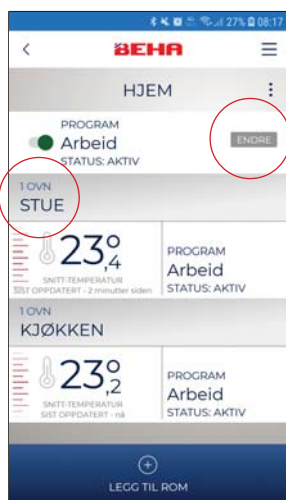 27% 08:17
BEHA
HJEM
PROGRAM
Arbeid
STATUS: AKTIV
ENDRE
1 OVN
STUE
23,4°
SNITT-TEMPERATUR
SIST OPPDATERT - 2 minutter siden
PROGRAM
Arbeid
STATUS: AKTIV
1 OVN
KJØKKEN
23,2°
SNITT-TEMPERATUR
SIST OPPDATERT - nå
PROGRAM
Arbeid
STATUS: AKTIV
LEGG TIL ROM